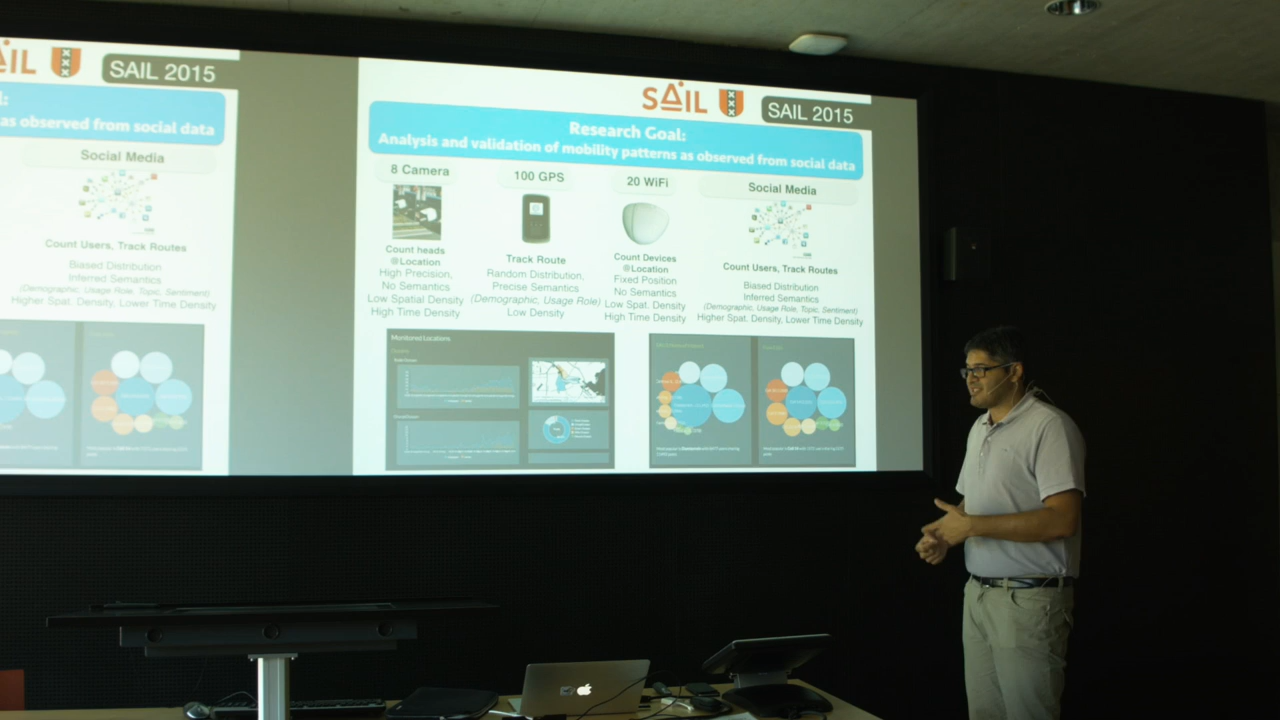 AIL
SAIL 2015
l:
as observed from social data
Social Media
Count Users, Track Routes
Biased Distribution
Inferred Semantics
(Demographic, Usage Role, Topic, Sentiment)
Higher Spat. Density, Lower Time Density
SAIL
SAIL 2015
Research Goal:
Analysis and validation of mobility patterns as observed from social data
8 Camera
Count heads
@Location
High Precision,
No Semantics
Low Spatial Density
High Time Density
100 GPS
Track Route
Random Distribution,
Precise Semantics
(Demographic, Usage Role)
Low Density
20 WiFi
Count Devices
@Location
Fixed Position
No Semantics
Low Spat. Density
High Time Density
Social Media
Count Users, Track Routes
Biased Distribution
Inferred Semantics
(Demographic, Usage Role, Topic, Sentiment)
Higher Spat. Density, Lower Time Density
Monitored Locations